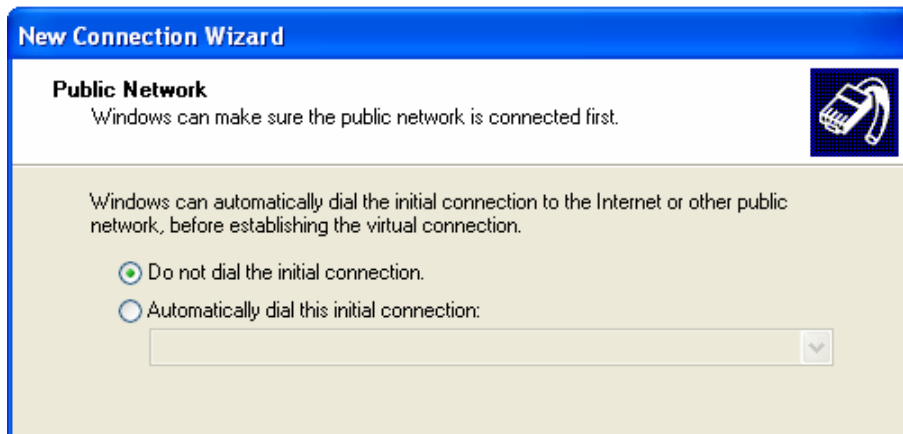 New Connection Wizard
Public Network
Windows can make sure the public network is connected first.
Windows can automatically dial the initial connection to the Internet or other public
network, before establishing the virtual connection.
Do not dial the initial connection.
Automatically dial this initial connection: